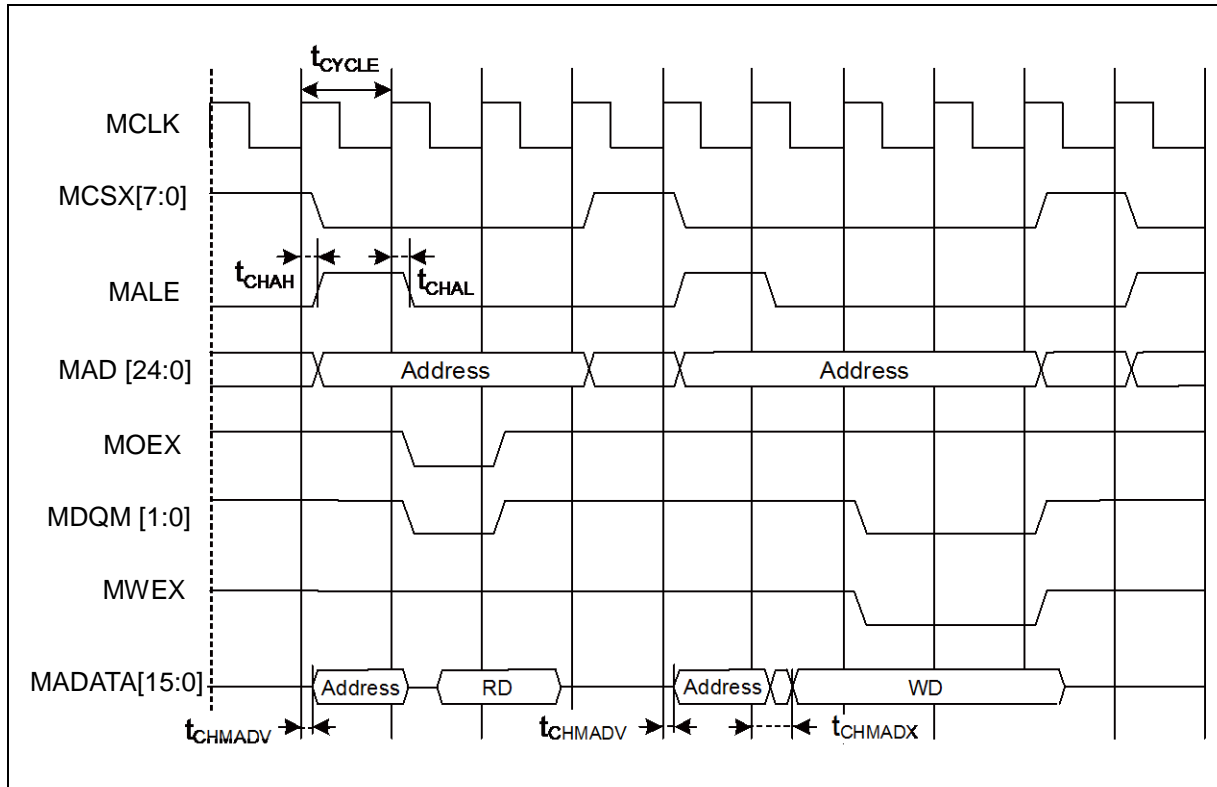 tCYCLE
MCLK
MCSX[7:0]
tCHAH
tCHAL
MALE
MAD [24:0]
Address
Address
MOEX
MDQM [1:0]
MWEX
MADATA[15:0]
Address
RD
Address
WD
tCHMADV
tCHMADV
tCHMADX